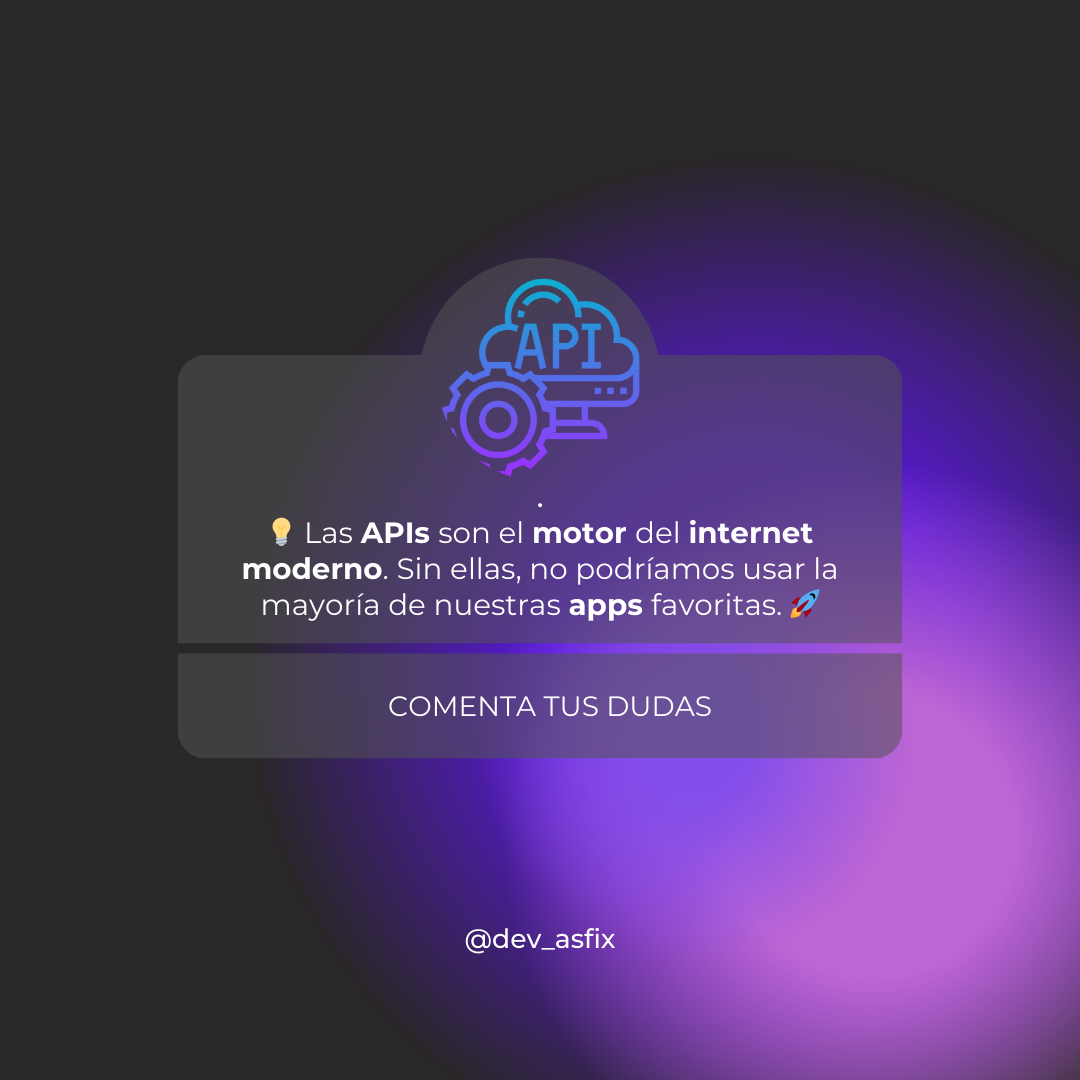 API
.
💡 Las APIs son el motor del internet
moderno. Sin ellas, no podríamos usar la
mayoría de nuestras apps favoritas. 🚀
COMENTA TUS DUDAS
@dev_asfix